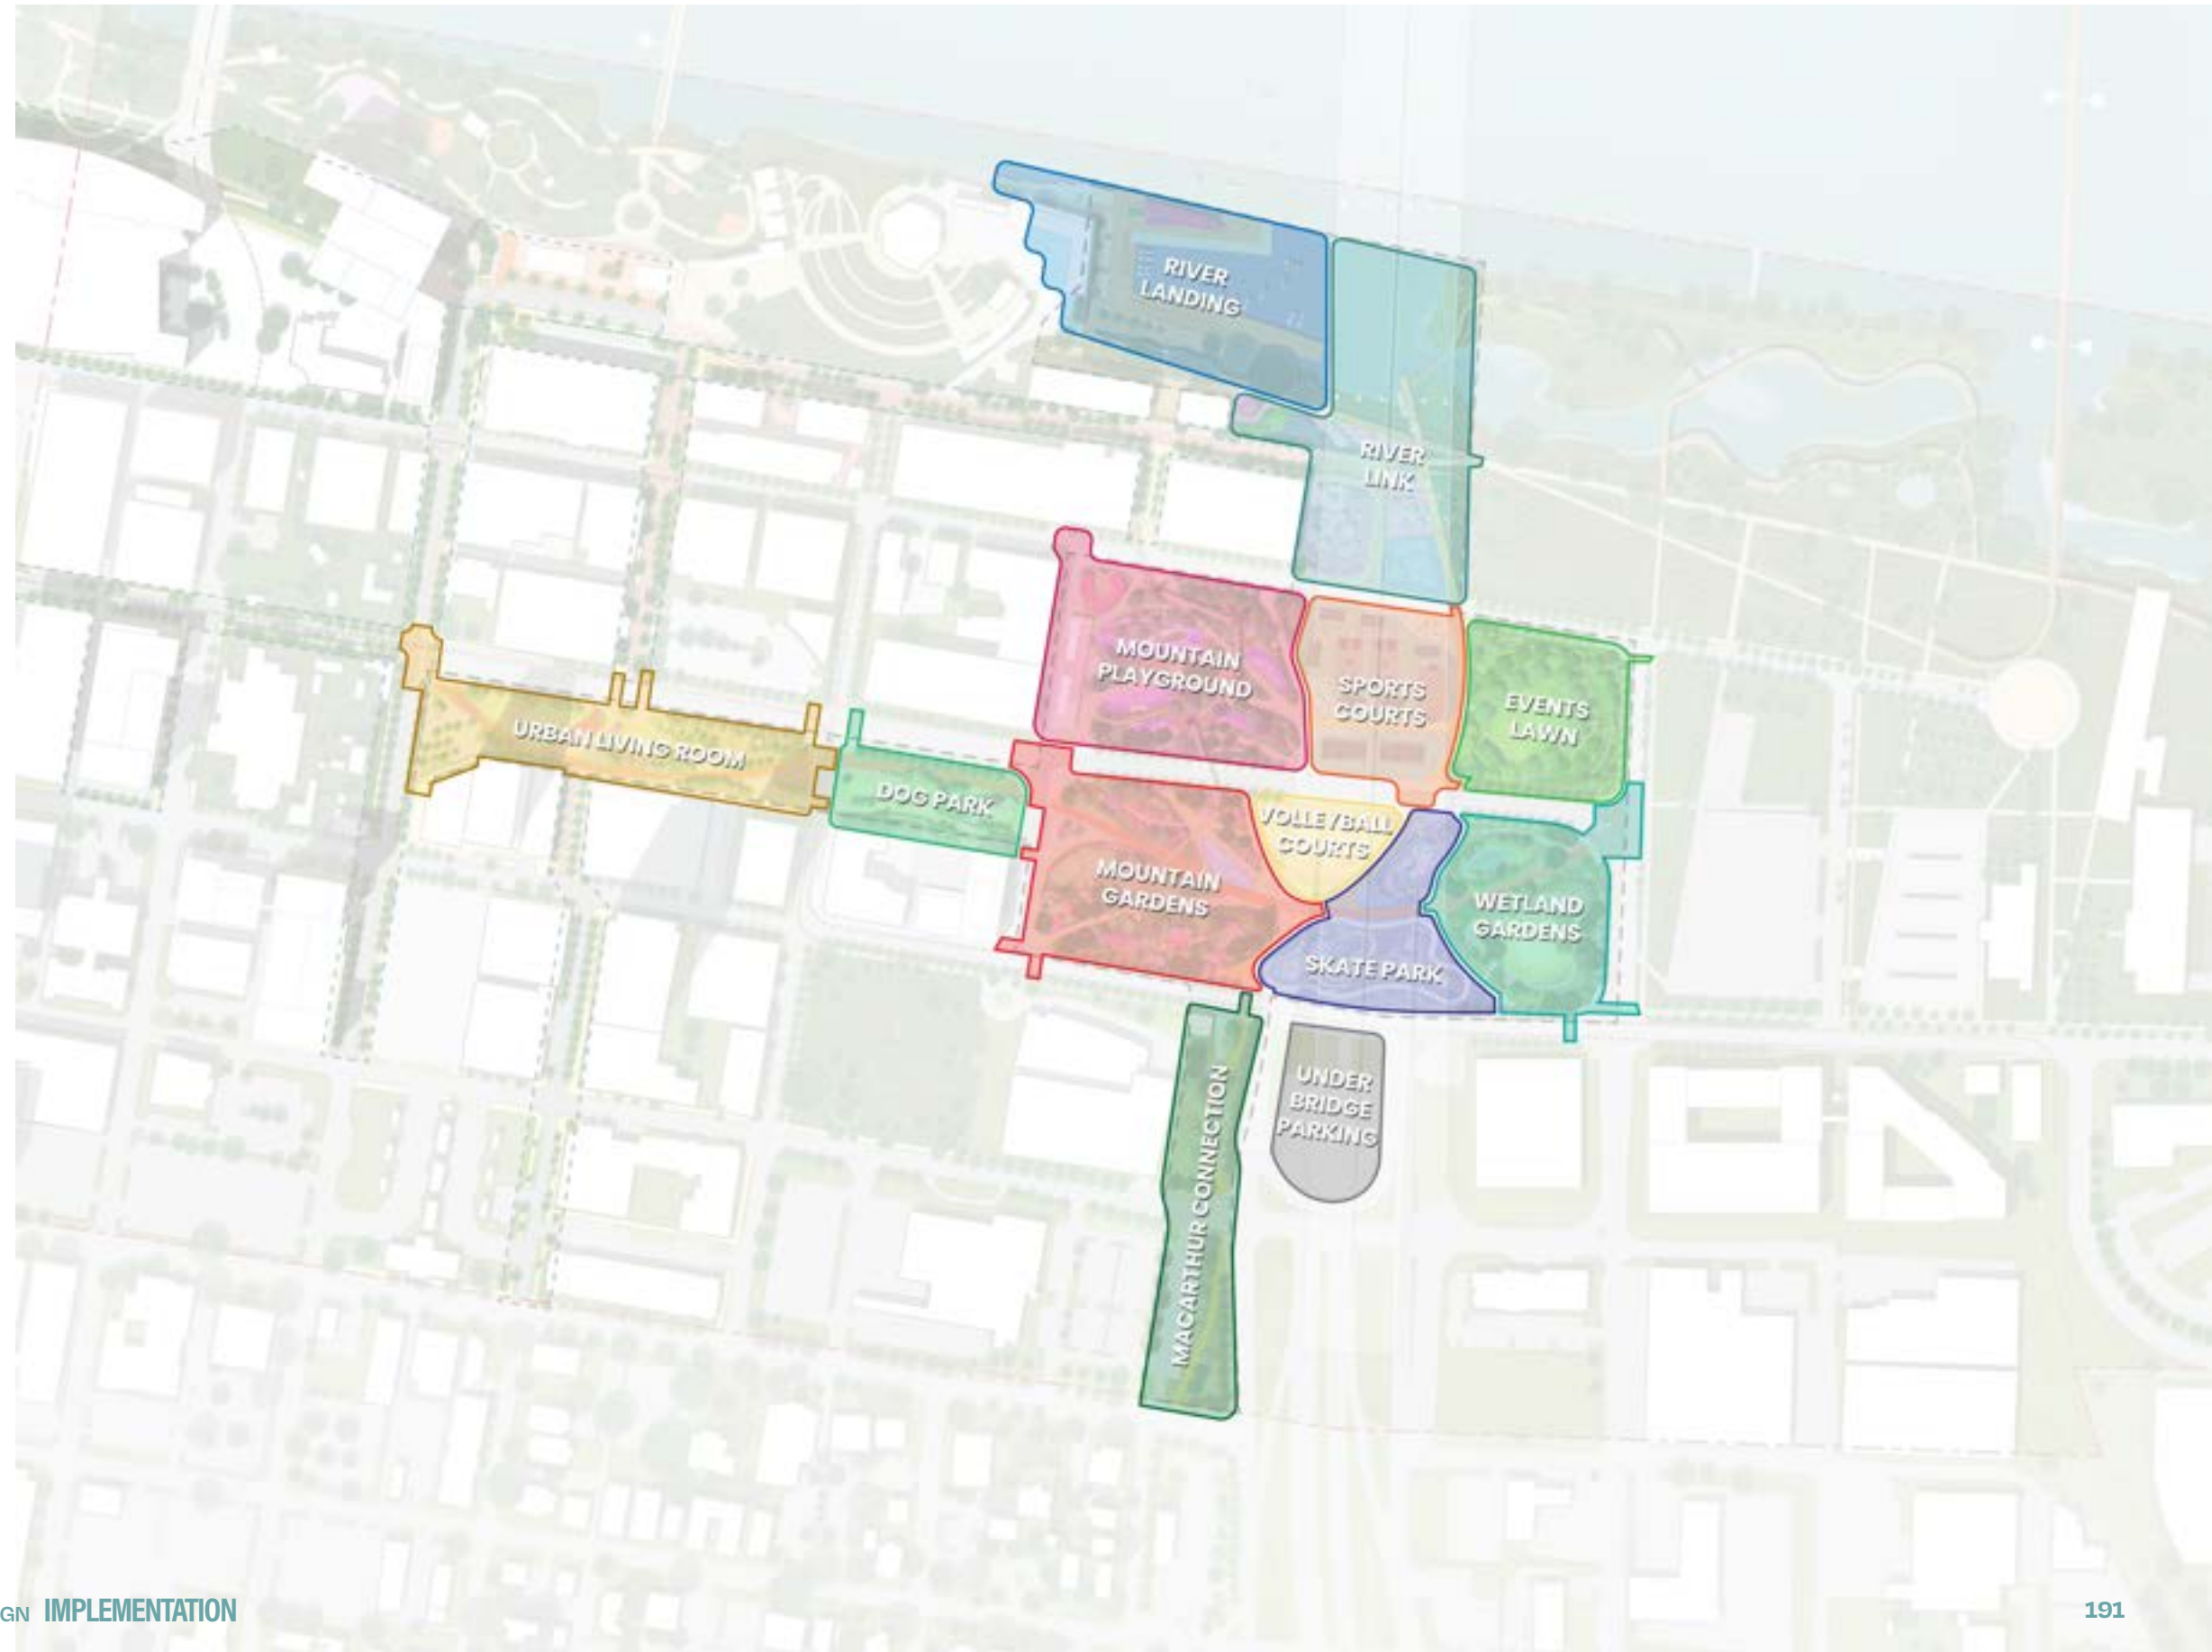 RIVER
LANDING
RIVER
LINK
MOUNTAIN
PLAYGROUND
SPORTS
COURTS
EVENTS
LAWN
URBAN LIVING ROOM
DOG PARK
VOLLEYBALL
COURTS
MOUNTAIN
GARDENS
WETLAND
GARDENS
SKATE PARK
UNDER
BRIDGE
PARKING
MACARTHUR CONNECTION
GN IMPLEMENTATION
191